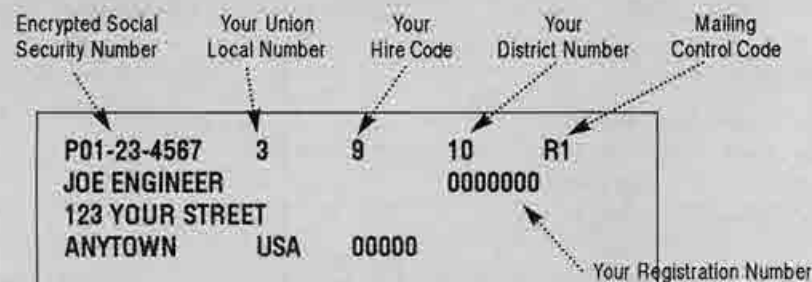 Encrypted Social Your Union Your Your Mailing
Security Number Local Number Hire Code District Number Control Code
P01-23-4567 3 9 10 R1
JOE ENGINEER 0000000
123 YOUR STREET
ANYTOWN USA 00000
Your Registration Number